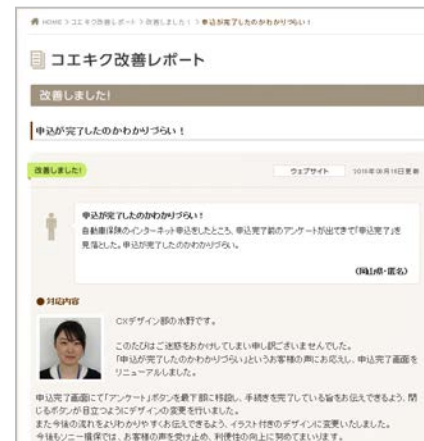 HOME > コエキク改善レポート > 改善しました! > 申込が完了したのかわかりづらい!
コエキク改善レポート
改善しました!
申込が完了したのかわかりづらい!
改善しました!
ウェブサイト
申込が完了したのかわかりづらい!
自動車保険のインターネット申込をしたところ、申込完了前のアンケートが出てきて「申込完了」を
見落とした。申込が完了したのかわかりづらい。
(岡山県・匿名)
●対応内容
CXデザイン部の水野です。
このたびはご迷惑をおかけしてしまい申し訳ございませんでした。
「申込が完了したのかわかりづらい」というお客様の声にお応えし、申込完了画面を
リニューアルしました。
申込完了画面にて「アンケート」ボタンを最下部に移設し、手続きを完了している旨をお伝えできるよう、閉
じるボタンが目立つようにデザインの変更を行いました。
また今後の流れをよりわかりやすくお伝えできるよう、イラスト付きのデザインに変更いたしました。
今後もソニー損保では、お客様の声を受け止め、利便性の向上に努めてまいります。